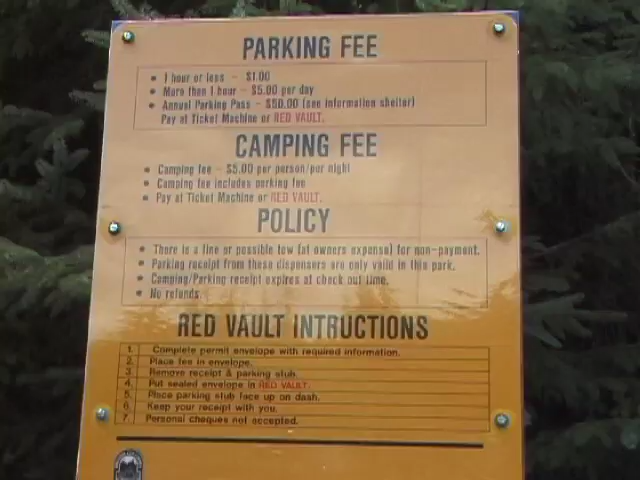 PARKING FEE
• 1 hour or less - $1.00
• More than 1 hour - $5.00 per day
• Annual Parking Pass - $50.00 (see information shelter)
Pay at Ticket Machine or RED VAULT.
CAMPING FEE
• Camping fee - $5.00 per person/per night
• Camping fee includes parking fee
• Pay at Ticket Machine or RED VAULT.
POLICY
• There is a fine or possible tow (at owners expense) for non-payment.
• Parking receipt from these dispensers are only valid in this park.
• Camping/Parking receipt expires at check out time.
• No refunds.
RED VAULT INTRUCTIONS
1. Complete permit envelope with required information.
2. Place fee in envelope.
3. Remove receipt & parking stub.
4. Put sealed envelope in RED VAULT.
5. Place parking stub face up on dash.
6. Keep your receipt with you.
7. Personal cheques not accepted.